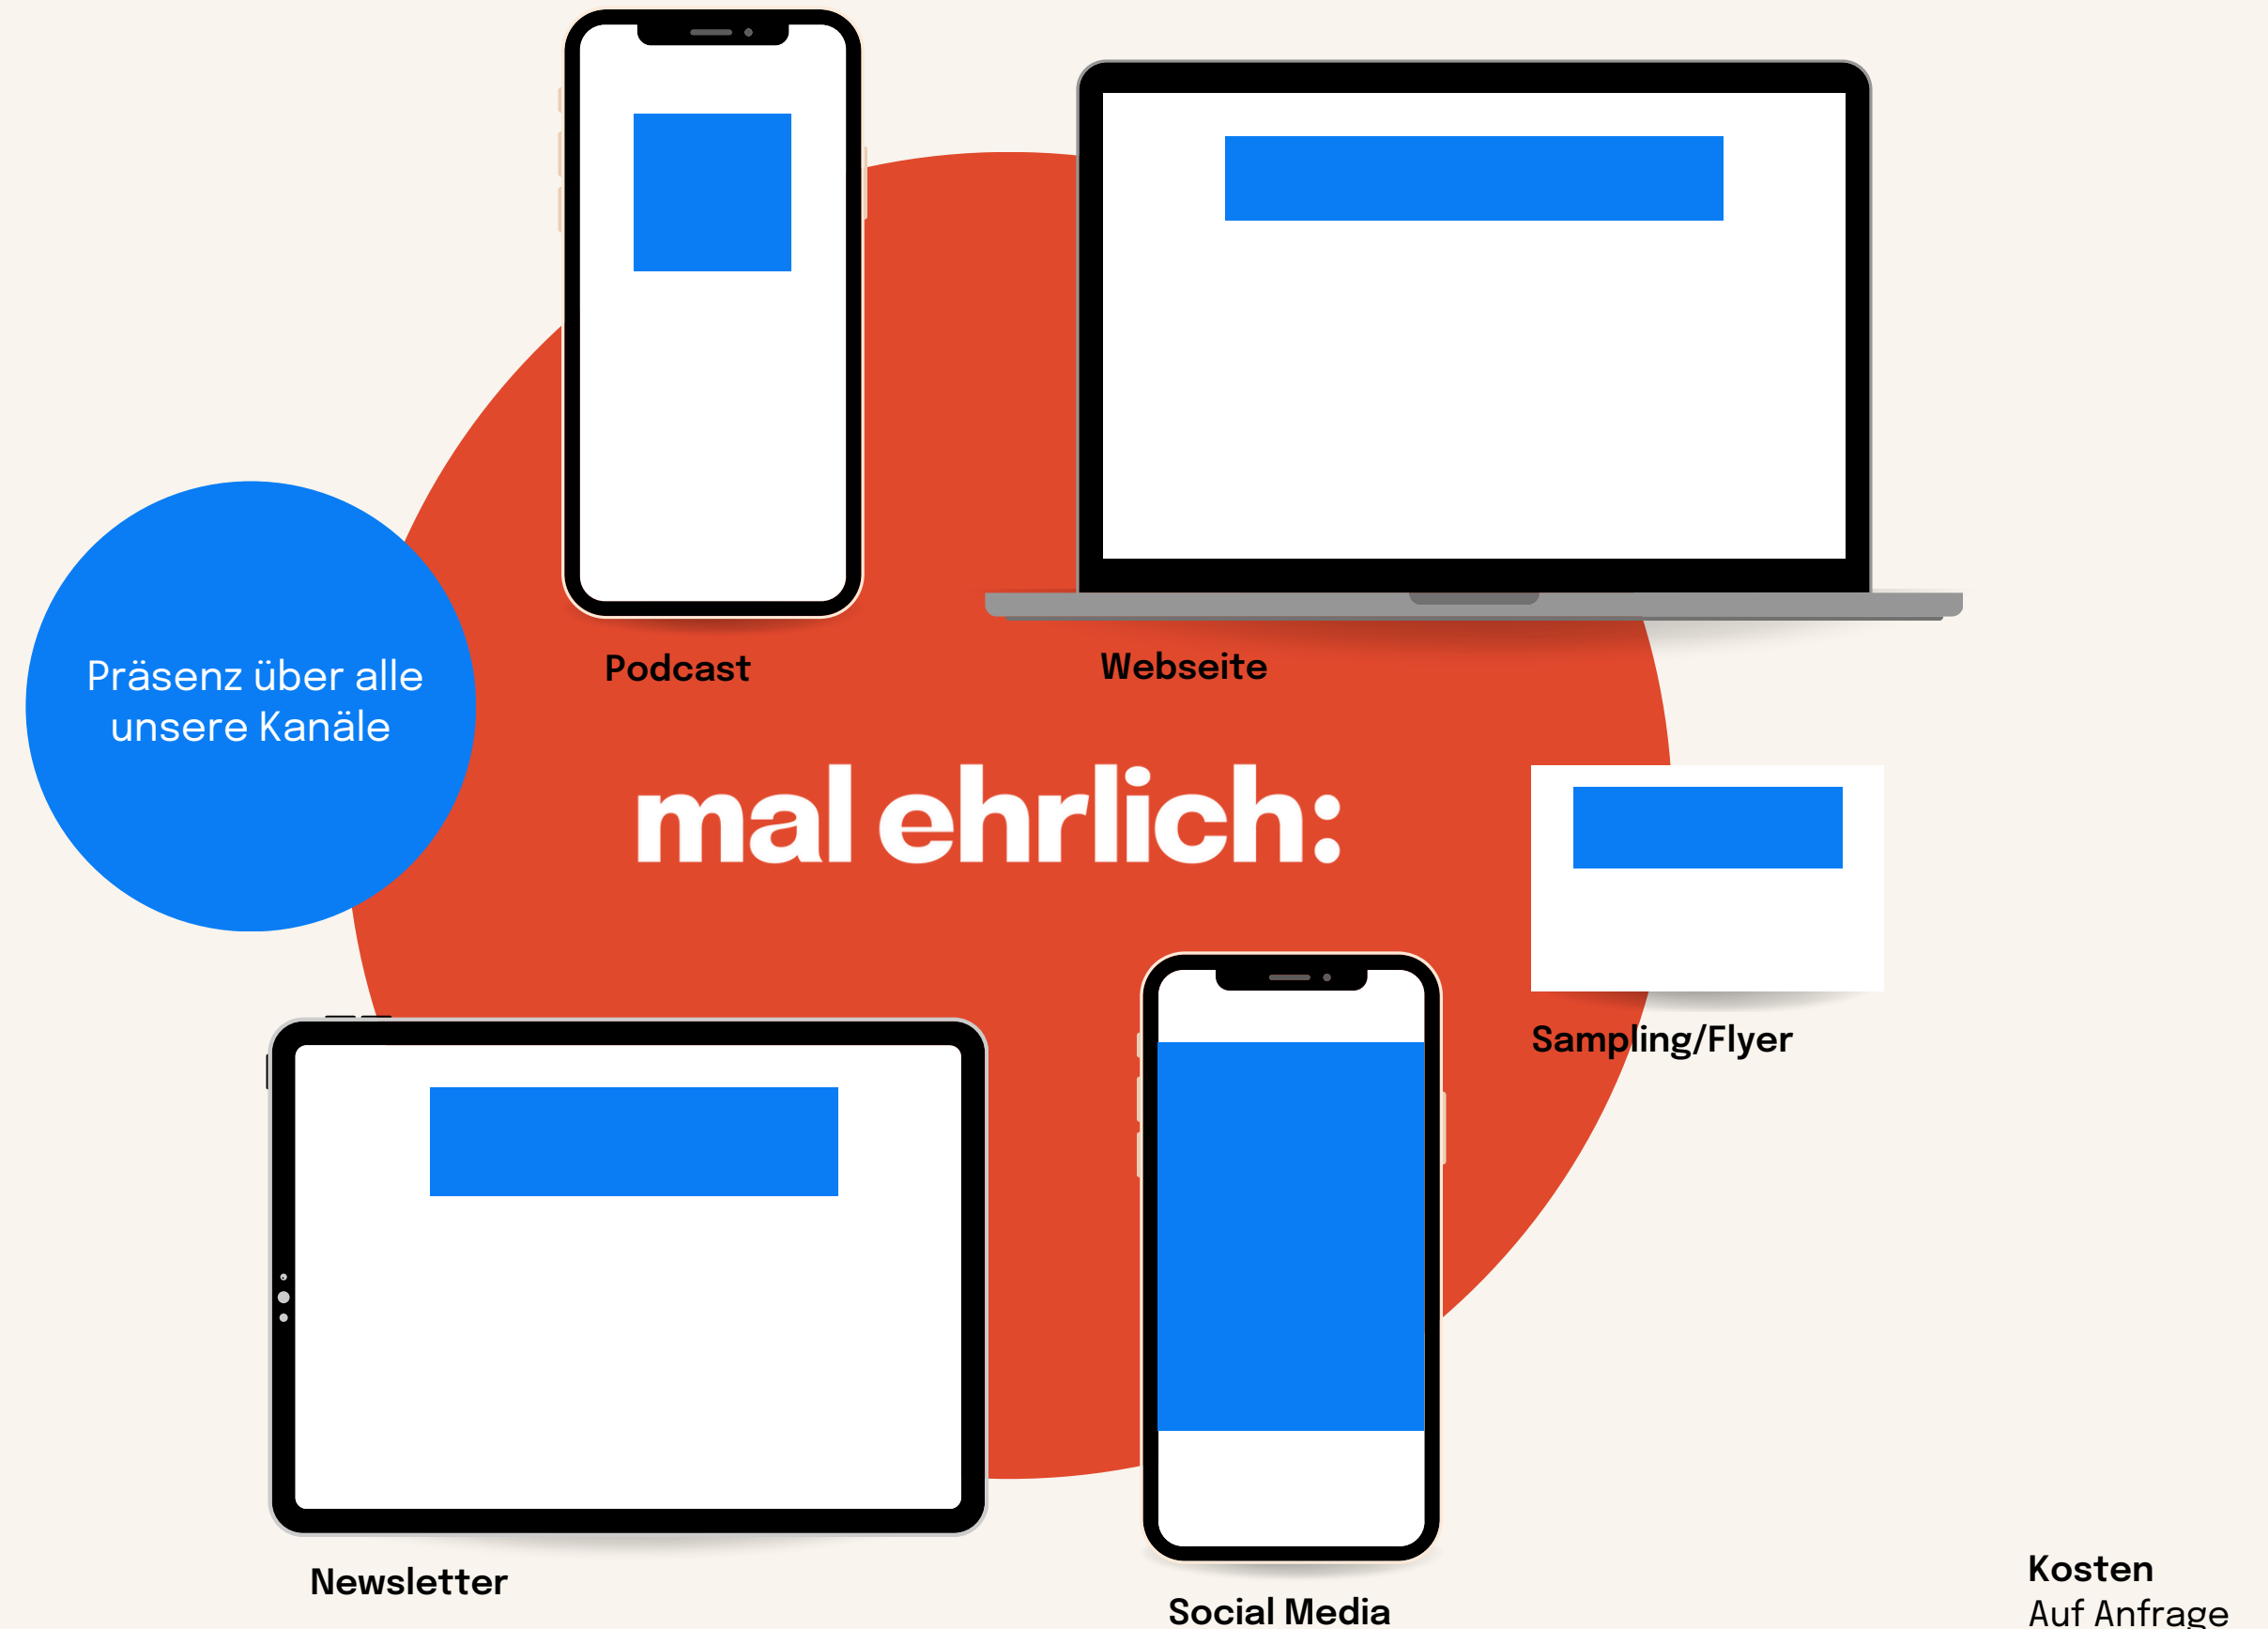 Podcast
Webseite
Präsenz über alle
unsere Kanäle
mal ehrlich:
Sampling/Flyer
Newsletter
Social Media
Kosten
Auf Anfrage